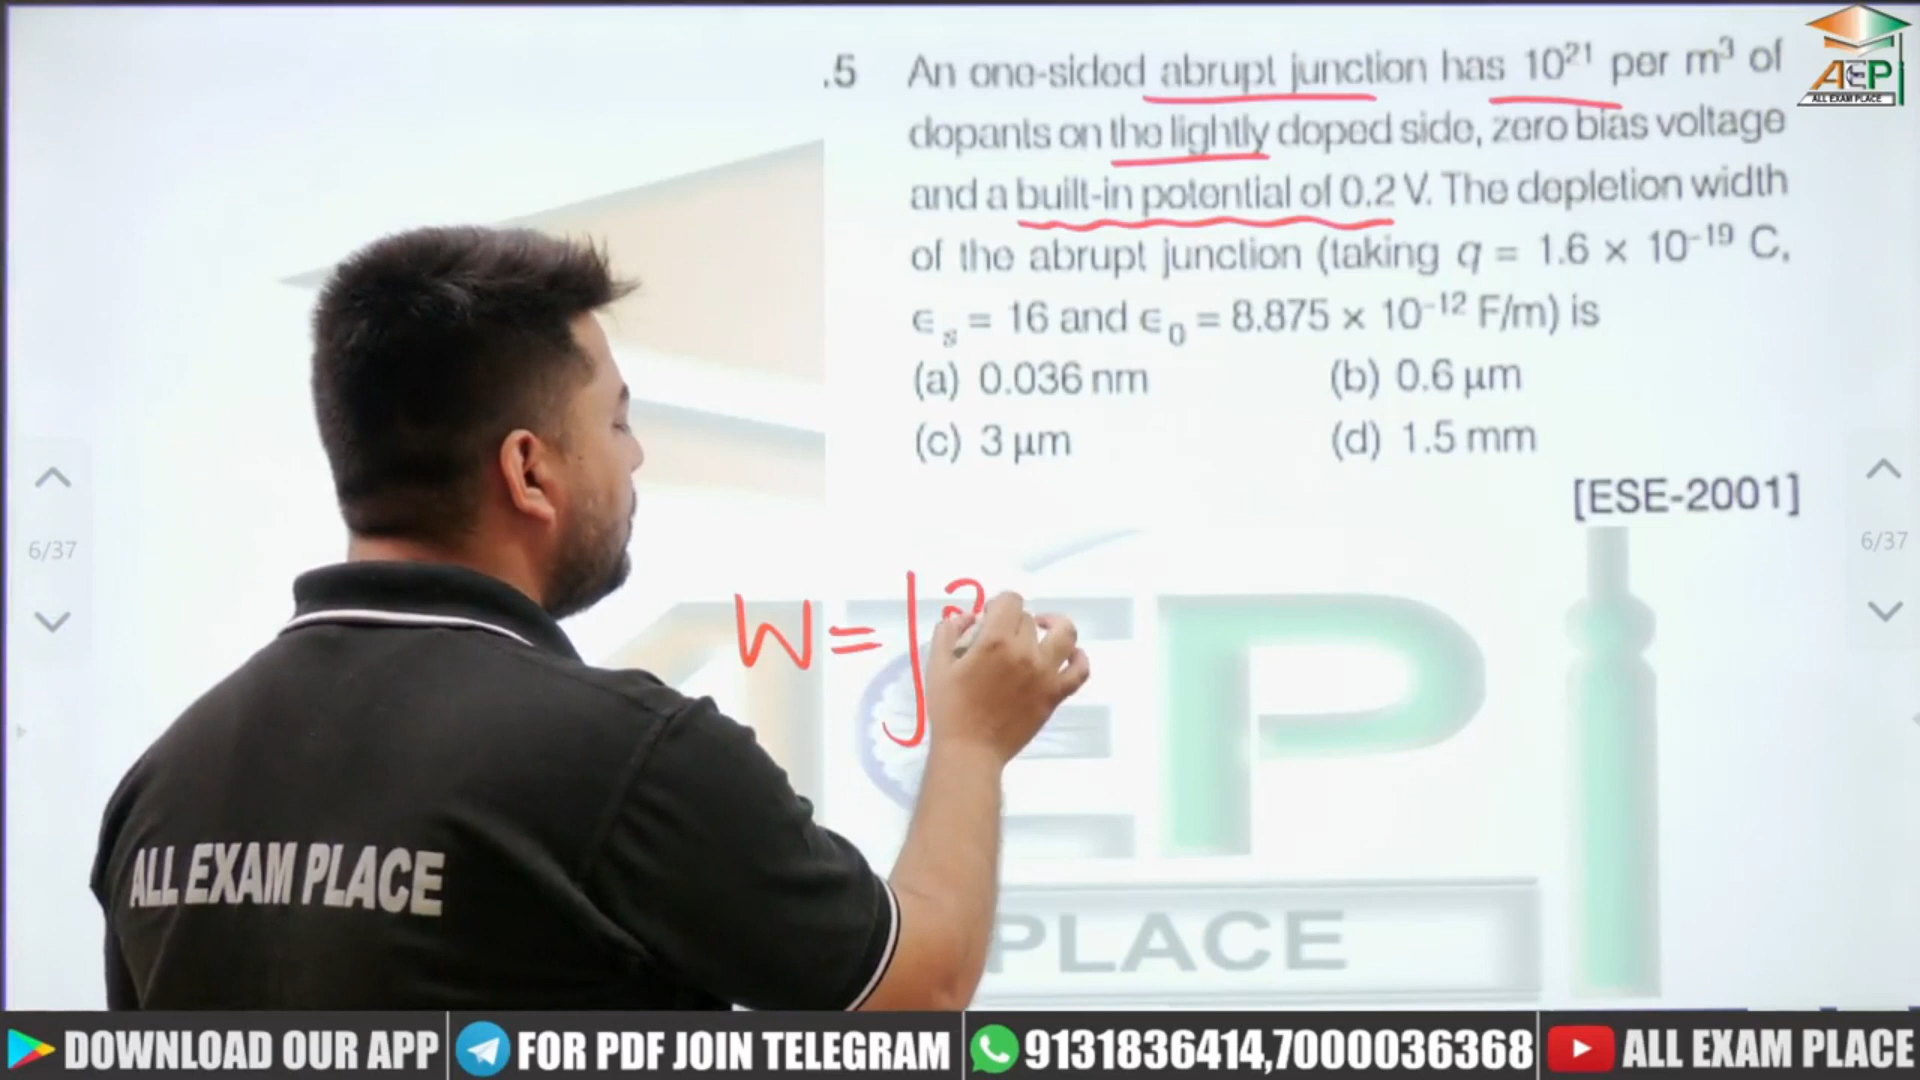 .5 An one-sided abrupt junction has 10²¹ per m³ of
dopants on the lightly doped side, zero bias voltage
and a built-in potential of 0.2 V. The depletion width
of the abrupt junction (taking q = 1.6 × 10⁻¹⁹ C,
∈ₛ = 16 and ∈₀ = 8.875 × 10⁻¹² F/m) is
(a) 0.036 nm (b) 0.6 μm
(c) 3 μm (d) 1.5 mm
[ESE-2001]
AEP
ALL EXAM PLACE
6/37
6/37
W = ∫2
EP
PLACE
ALL EXAM PLACE
DOWNLOAD OUR APP
FOR PDF JOIN TELEGRAM
9131836414,7000036368
ALL EXAM PLACE